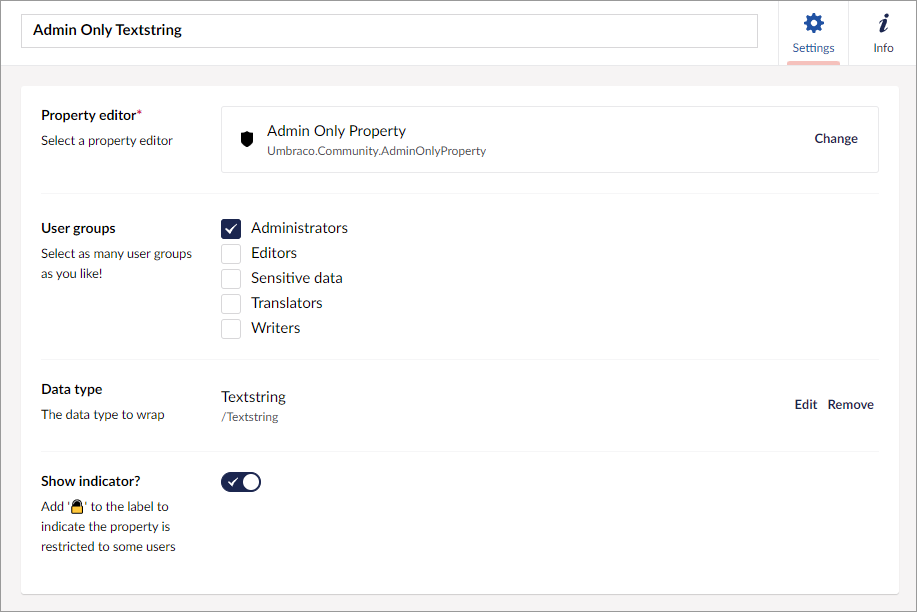 Admin Only Textstring
Settings
Info
Property editor*
Select a property editor
Admin Only Property
Umbraco.Community.AdminOnlyProperty
Change
User groups
Select as many user groups
as you like!
Administrators
Editors
Sensitive data
Translators
Writers
Data type
The data type to wrap
Textstring
/Textstring
Edit Remove
Show indicator?
Add '🔒' to the label to
indicate the property is
restricted to some users